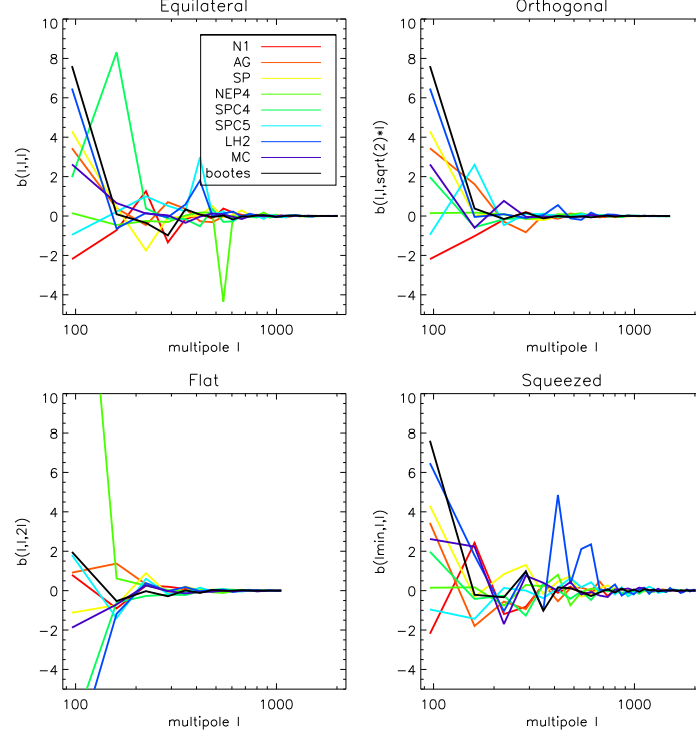 Equilateral
Orthogonal
10
8
6
4
2
0
-2
-4
b(l,l,l)
N1
AG
SP
NEP4
SPC4
SPC5
LH2
MC
bootes
100
1000
multipole l
10
8
6
4
2
0
-2
-4
b(l,l,sqrt(2)*l)
100
1000
multipole l
Flat
Squeezed
10
8
6
4
2
0
-2
-4
b(l,l,2l)
100
1000
multipole l
10
8
6
4
2
0
-2
-4
b(lmin,l,l)
100
1000
multipole l